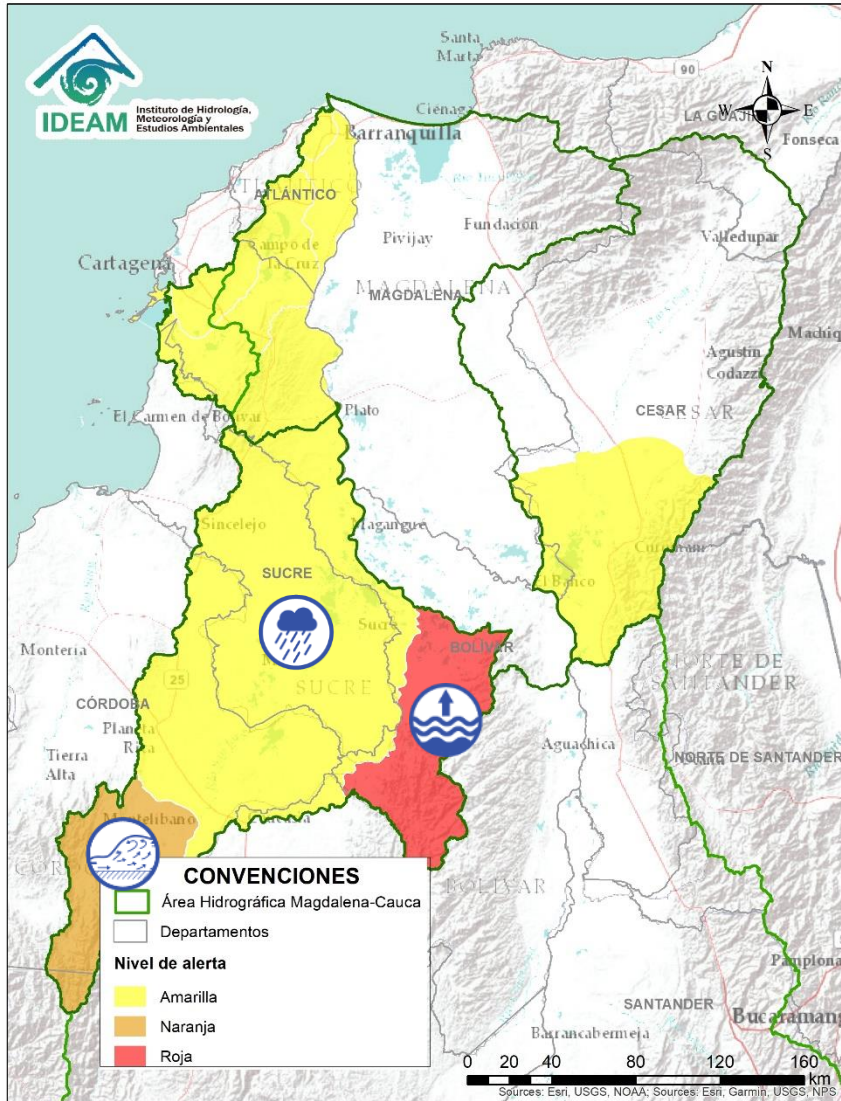 Santa
Marta
90
N
W E
S
IDEAM
Instituto de Hidrología,
Meteorología y
Estudios Ambientales
Ciénaga
Barranquilla
LA GUAJIR
Fonseca
ATLÁNTICO
Fundación
Pivijay
Valledupar
Campo de
la Cruz
Cartagena
MAGDALENA
MAGDALENA
Machiq
Agustín
Codazzi
CESAR
CESAR
El Carmen de Bolívar
Plato
Sincelejo
Magangué
SUCRE
El Banco
Sucre
BOLÍVAR
Montería
25
SUCRE
NORTE DE
SANTANDER
CÓRDOBA
Planeta
Rica
Tierra
Alta
Aguachica
NORTE DE SANTANDER
Montelíbano
BOLÍVAR
CONVENCIONES
Área Hidrográfica Magdalena-Cauca
Departamentos
Nivel de alerta
Amarilla
Naranja
Roja
Pamplona
SANTANDER
Bucaramang
Barrancabermeja
0 20 40 80 120 160
km
Sources: Esri, USGS, NOAA; Sources: Esri, Garmin, USGS, NPS